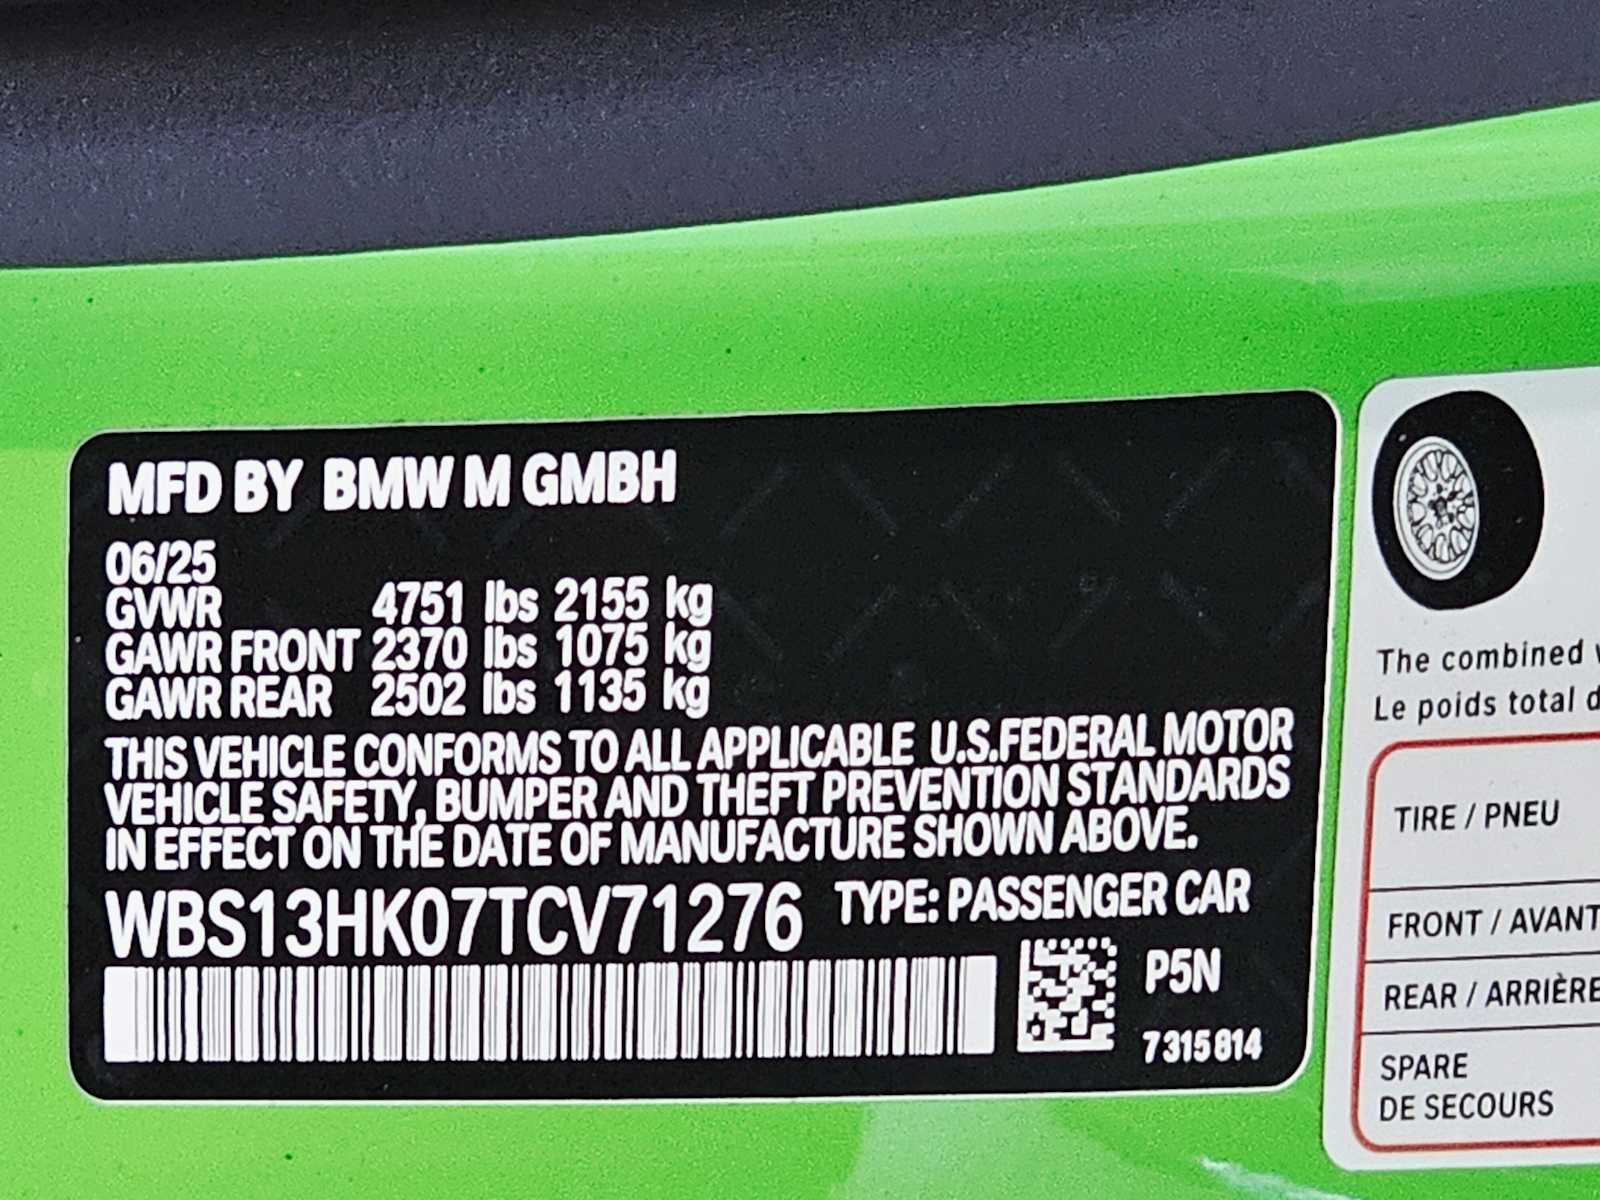 MFD BY BMW M GMBH
06/25
GVWR 4751 lbs 2155 kg
GAWR FRONT 2370 lbs 1075 kg
GAWR REAR 2502 lbs 1135 kg
THIS VEHICLE CONFORMS TO ALL APPLICABLE U.S.FEDERAL MOTOR
VEHICLE SAFETY, BUMPER AND THEFT PREVENTION STANDARDS
IN EFFECT ON THE DATE OF MANUFACTURE SHOWN ABOVE.
WBS13HK07TCV71276 TYPE: PASSENGER CAR
P5N
7315814
The combined
Le poids total
TIRE / PNEU
FRONT / AVANT
REAR / ARRIÈRE
SPARE
DE SECOURS